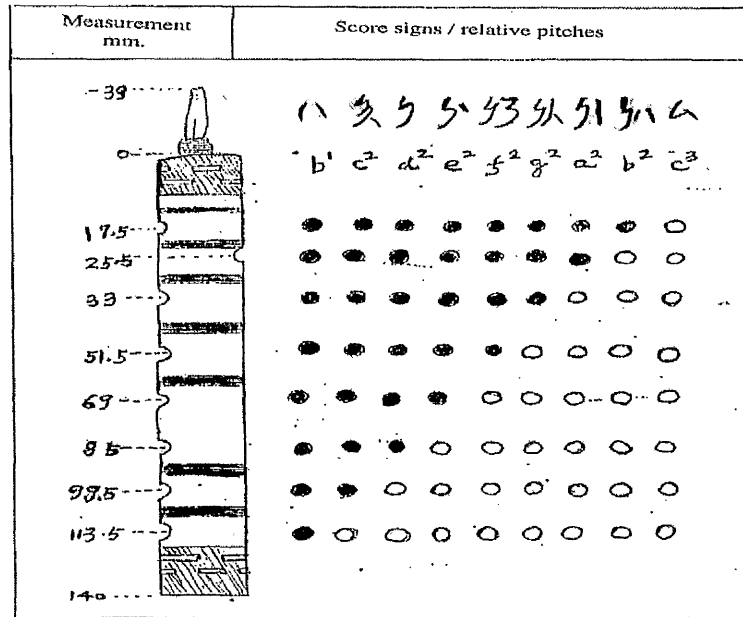 Measurement
mm.
Score signs / relative pitches
-39
0
b¹ c² d² e² f² g² a² b² c³
17.5
25.5
33
51.5
69
85
99.5
113.5
140